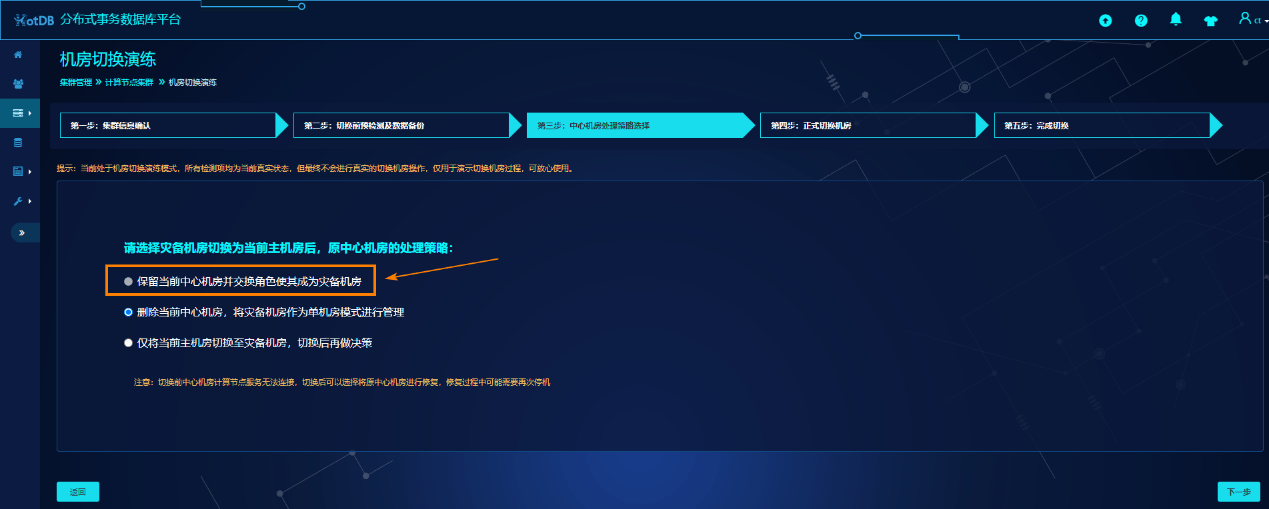 HotDB 分布式事务数据库平台
ct
机房切换演练
集群管理 » 计算节点集群 » 机房切换演练
第一步：集群信息确认
第二步：切换前预检测及数据备份
第三步：中心机房处理策略选择
第四步：正式切换机房
第五步：完成切换
提示：当前处于机房切换演练模式，所有检测项均为当前真实状态，但最终不会进行真实的切换机房操作，仅用于演示切换机房过程，可放心使用。
请选择灾备机房切换为当前主机房后，原中心机房的处理策略：
保留当前中心机房并交换角色使其成为灾备机房
删除当前中心机房，将灾备机房作为单机房模式进行管理
仅将当前主机房切换至灾备机房，切换后再做决策
注意：切换前中心机房计算节点服务无法连接，切换后可以选择将原中心机房进行修复，修复过程中可能需要再次停机
返回
下一步